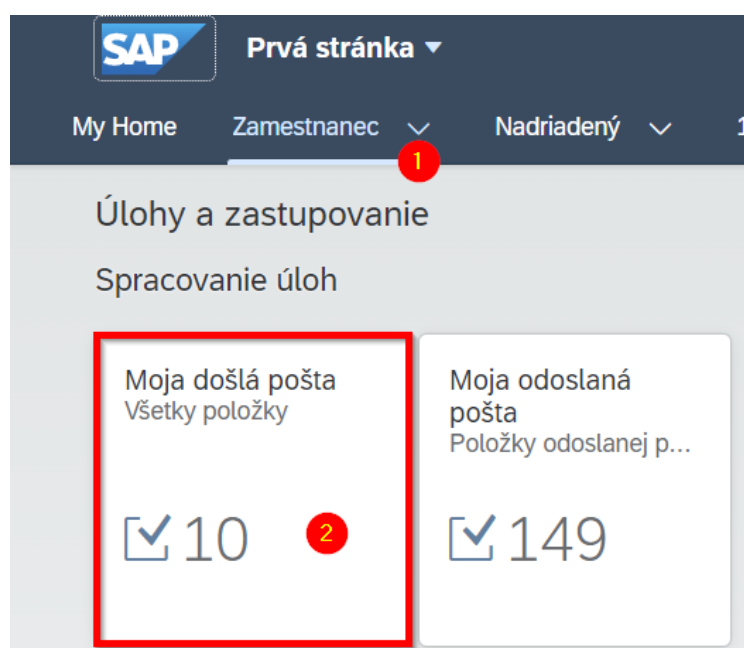 SAP Prvá stránka
My Home Zamestnanec Nadriadený 1
1
Úlohy a zastupovanie
Spracovanie úloh
Moja došlá pošta
Všetky položky
10
2
Moja odoslaná
pošta
Položky odoslanej p...
149